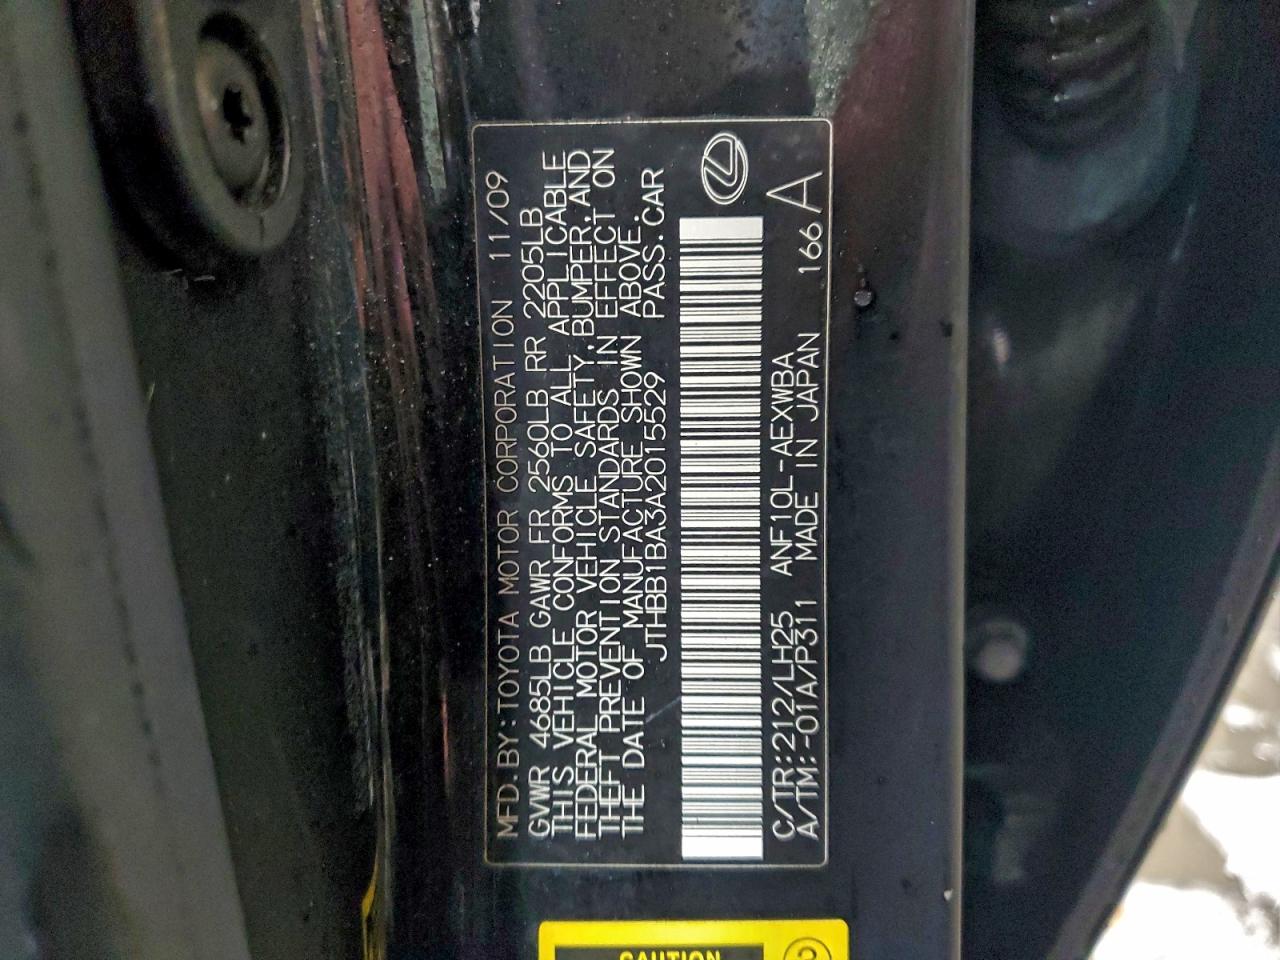 MFD.BY:TOYOTA MOTOR CORPORATION 11/09
GVWR 4685LB GAWR FR 2560LB RR 2205LB
THIS VEHICLE CONFORMS TO ALL APPLICABLE
FEDERAL MOTOR VEHICLE SAFETY,BUMPER,AND
THEFT PREVENTION STANDARDS IN EFFECT ON
THE DATE OF MANUFACTURE SHOWN ABOVE.
JTHBB1BA3A2015529 PASS.CAR
C/TR:212/LH25 ANF10L-AEXWBA
A/TM:-01A/P311 MADE IN JAPAN 166 A
CAUTION